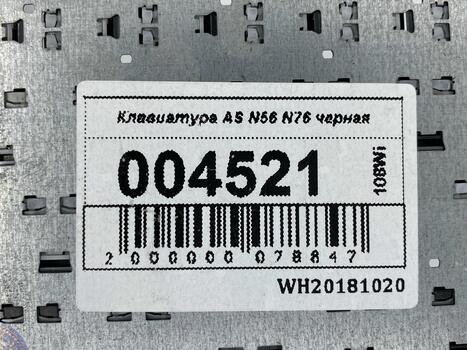 Клавиатура AS N56 N76 черная
004521
108Wi
2 000000 078847
WH20181020